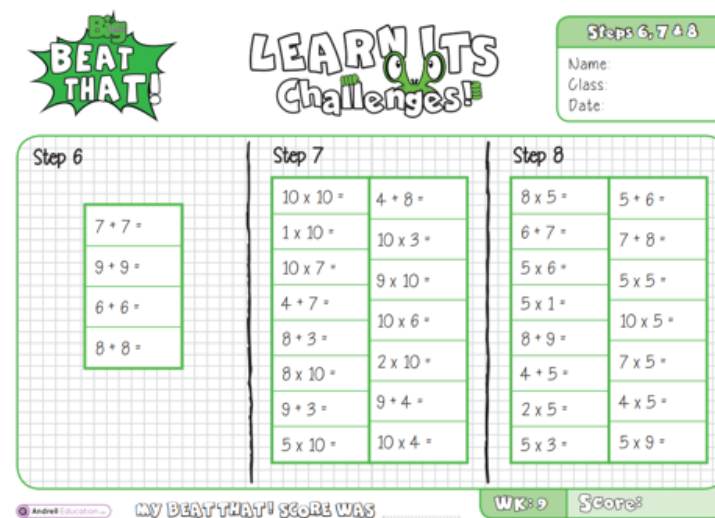 Big
BEAT
THAT!
LEARN ITS
Challenges!
Steps 6, 7 & 8
Name:
Class:
Date:
Step 6
7 + 7 =
9 + 9 =
6 + 6 =
8 + 8 =
Step 7
10 x 10 =
1 x 10 =
10 x 7 =
4 + 7 =
8 + 3 =
8 x 10 =
9 + 3 =
5 x 10 =
4 + 8 =
10 x 3 =
9 x 10 =
10 x 6 =
2 x 10 =
9 + 4 =
10 x 4 =
Step 8
8 x 5 =
6 + 7 =
5 x 6 =
5 x 1 =
8 + 9 =
4 + 5 =
2 x 5 =
5 x 3 =
5 + 6 =
7 + 8 =
5 x 5 =
10 x 5 =
7 x 5 =
4 x 5 =
5 x 9 =
Andrell Education
MY BEAT THAT! SCORE WAS
WK: 9
Score: